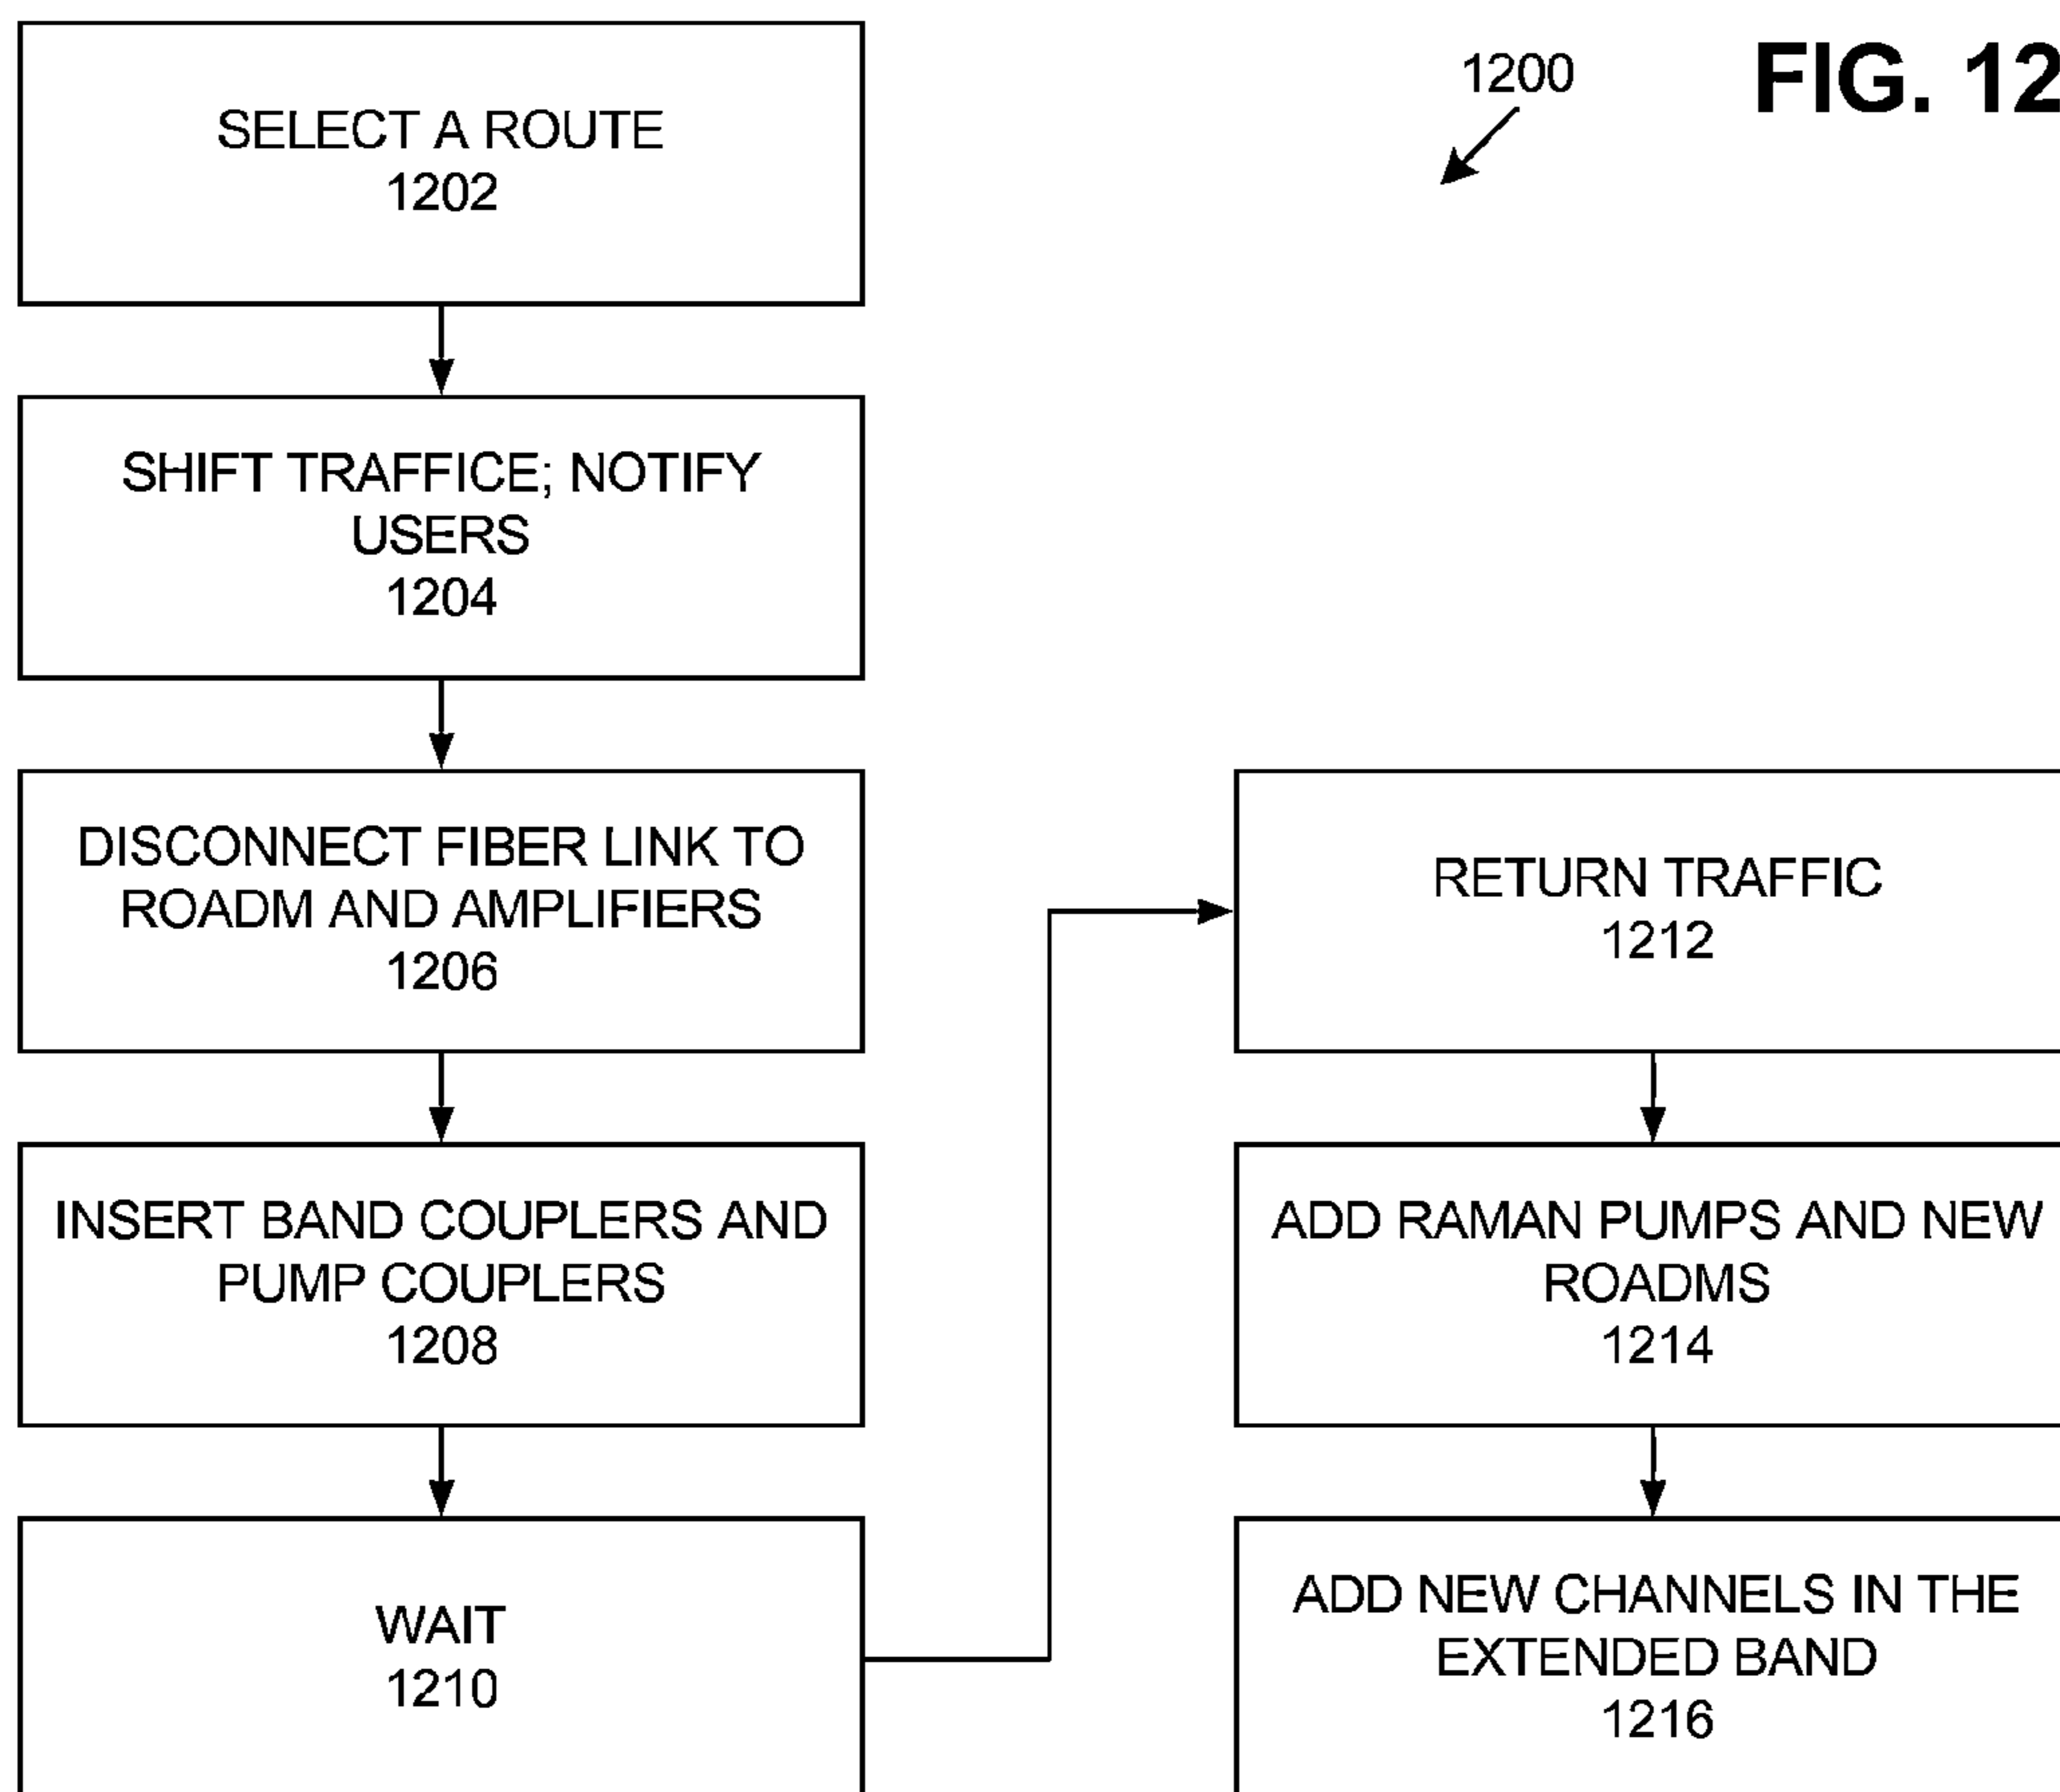 FIG. 12
1200
SELECT A ROUTE
1202
SHIFT TRAFFICE; NOTIFY
USERS
1204
DISCONNECT FIBER LINK TO
ROADM AND AMPLIFIERS
1206
INSERT BAND COUPLERS AND
PUMP COUPLERS
1208
WAIT
1210
RETURN TRAFFIC
1212
ADD RAMAN PUMPS AND NEW
ROADMS
1214
ADD NEW CHANNELS IN THE
EXTENDED BAND
1216